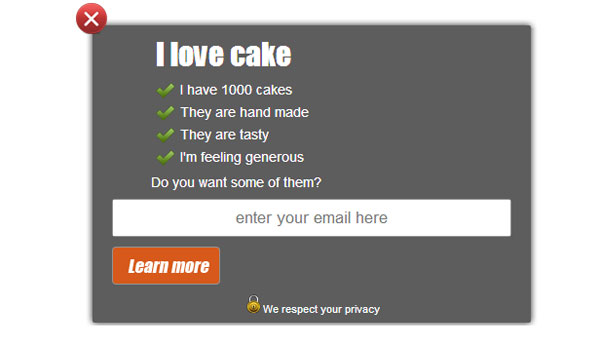 I love cake
I have 1000 cakes
They are hand made
They are tasty
I'm feeling generous
Do you want some of them?
enter your email here
Learn more
We respect your privacy